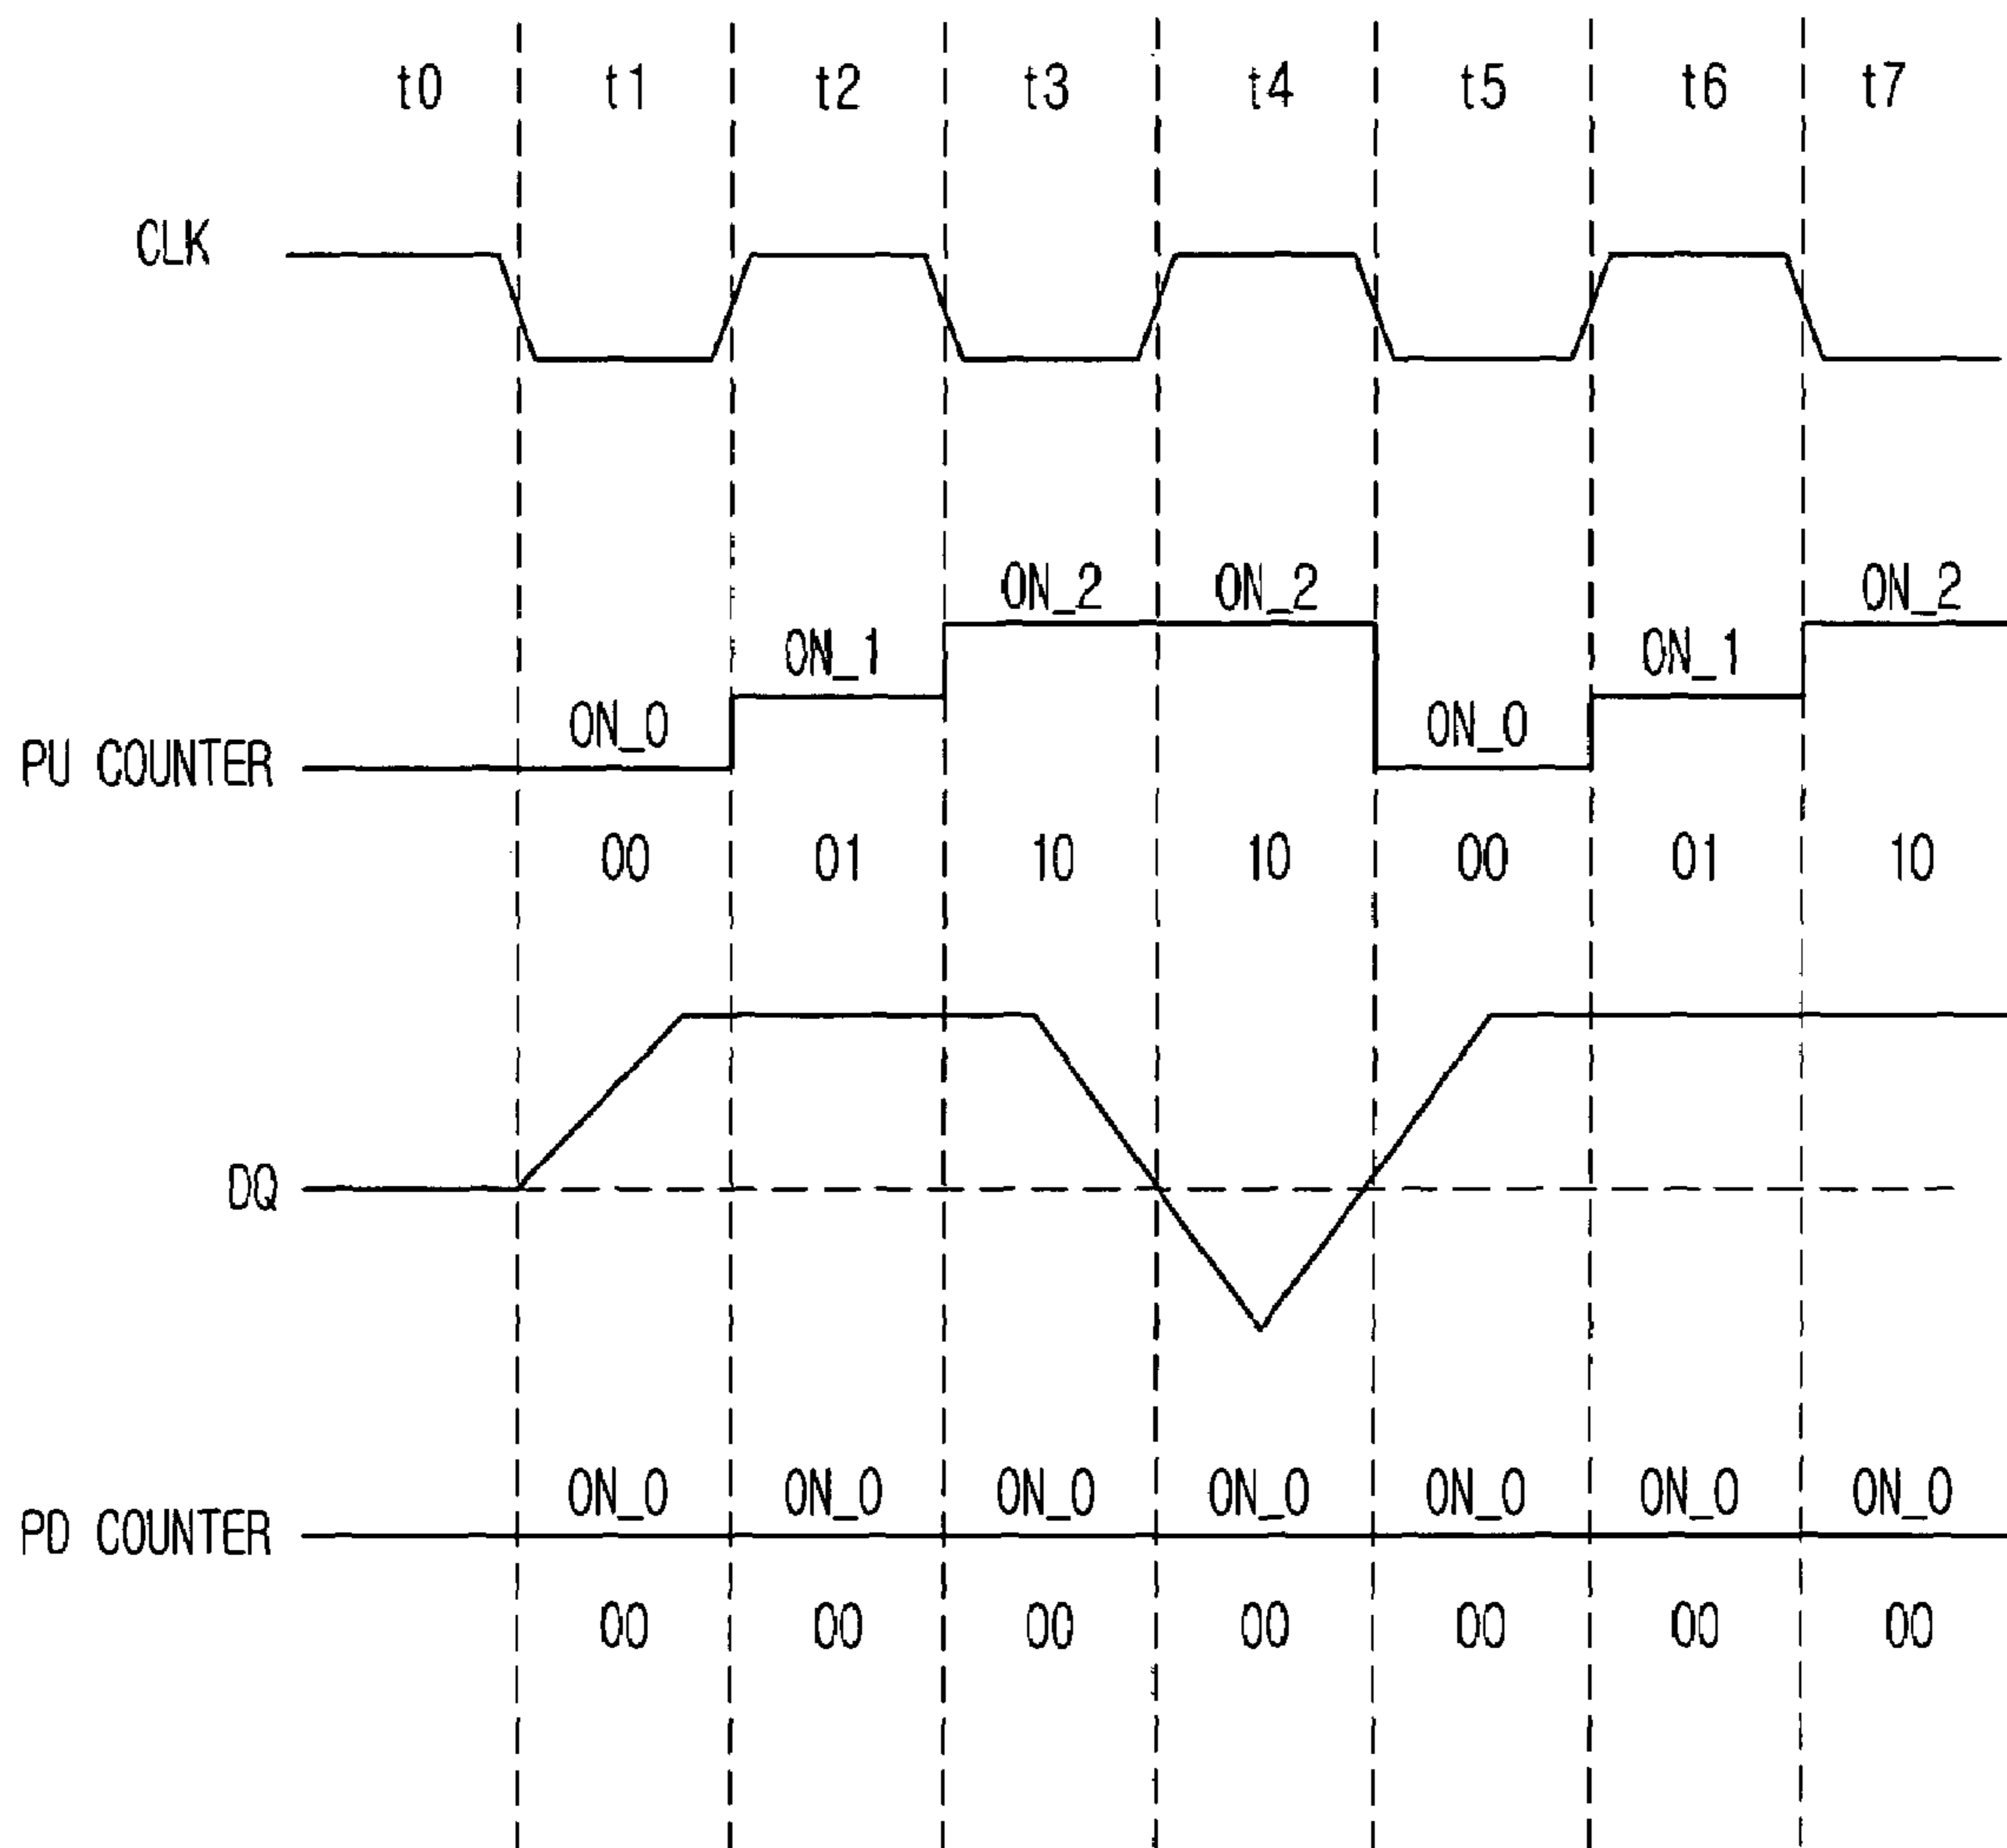 t0 t1 t2 t3 t4 t5 t6 t7
CLK
ON_2 ON_2 ON_2
ON_1 ON_1
ON_0 ON_0
PU COUNTER
00 01 10 10 00 01 10
DQ
ON_0 ON_0 ON_0 ON_0 ON_0 ON_0 ON_0
PD COUNTER
00 00 00 00 00 00 00